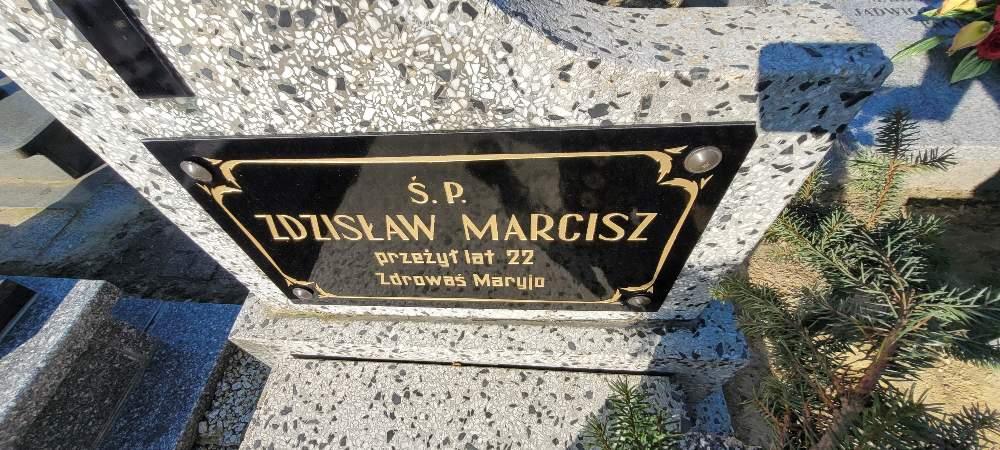 Ś. P.
ZDZISŁAW MARCISZ
przeżył lat 22
Zdrowaś Maryjo